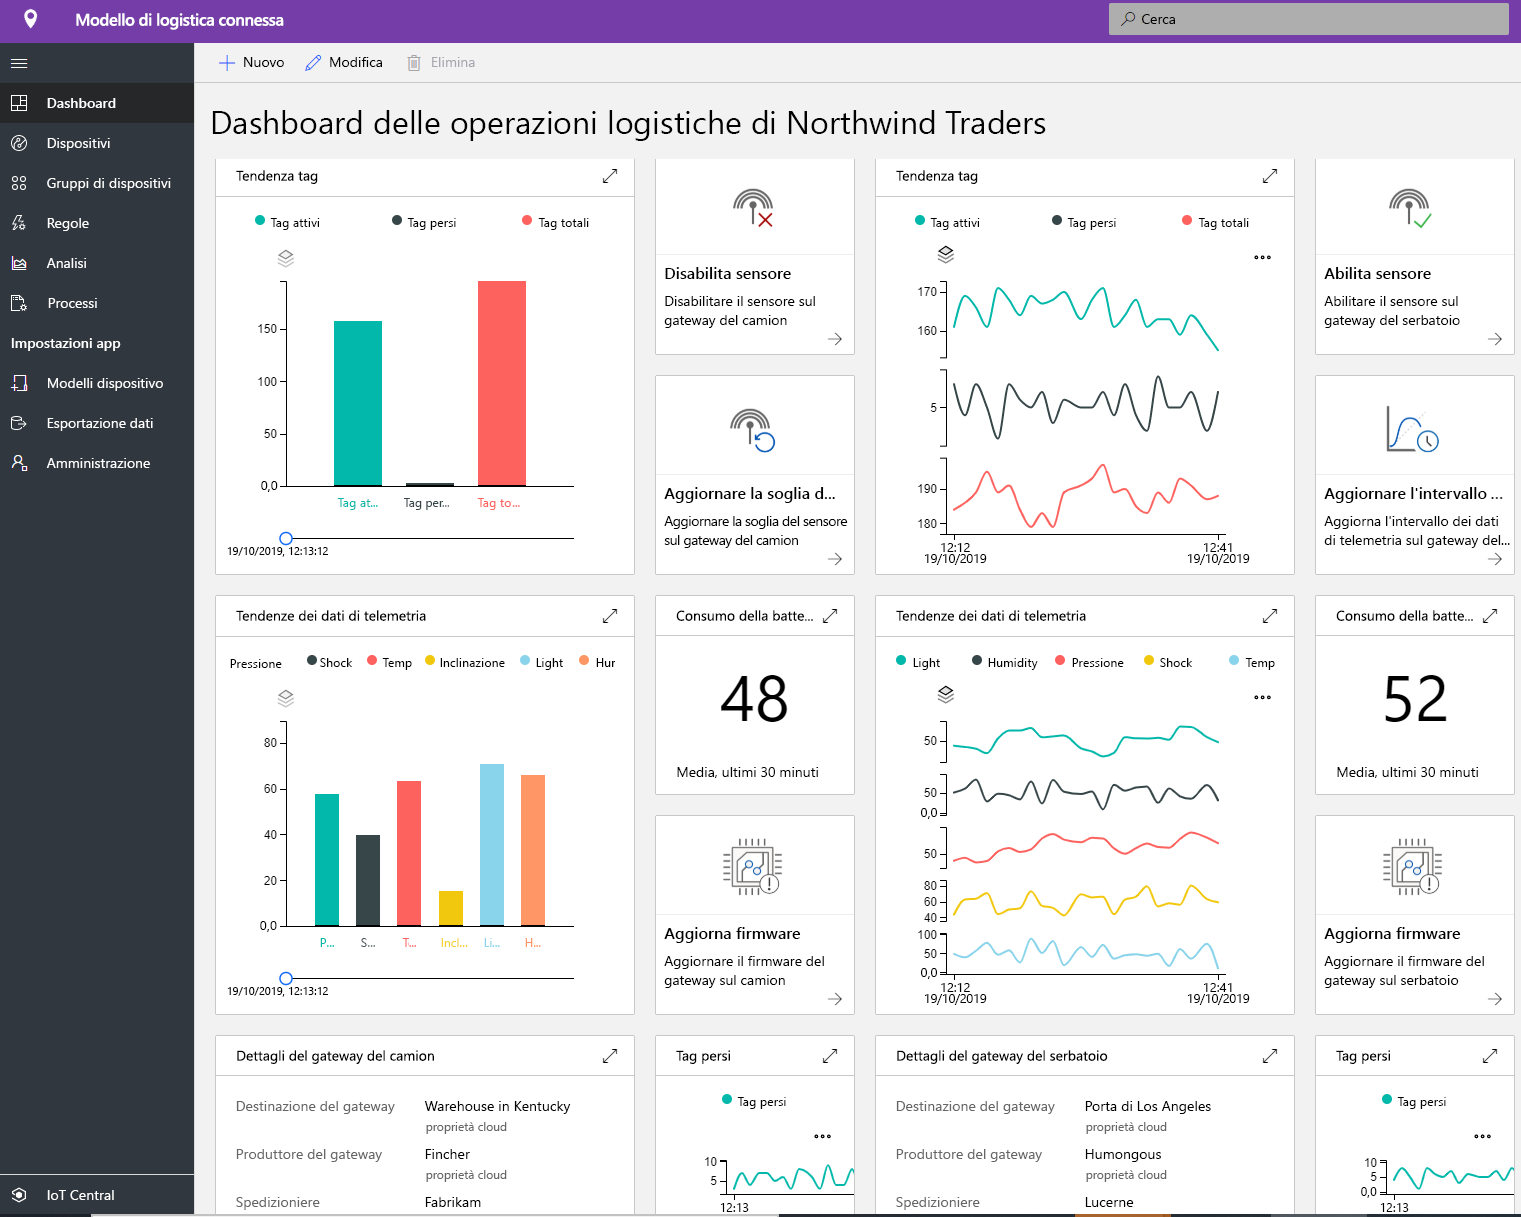 Modello di logistica connessa
Cerca
Nuovo
Modifica
Elimina
Dashboard
Dispositivi
Gruppi di dispositivi
Regole
Analisi
Processi
Impostazioni app
Modelli dispositivo
Esportazione dati
Amministrazione
IoT Central
Dashboard delle operazioni logistiche di Northwind Traders
Tendenza tag
Tag attivi
Tag persi
Tag totali
150
100
50
0,0
Tag at...
Tag per...
Tag to...
19/10/2019, 12:13:12
Disabilita sensore
Disabilitare il sensore sul
gateway del camion
Aggiornare la soglia d...
Aggiornare la soglia del sensore
sul gateway del camion
Tendenza tag
Tag attivi
Tag persi
Tag totali
170
160
5
190
180
12:12
19/10/2019
12:41
19/10/2019
Abilita sensore
Abilitare il sensore sul
gateway del serbatoio
Aggiornare l'intervallo ...
Aggiorna l'intervallo dei dati
di telemetria sul gateway del...
Tendenze dei dati di telemetria
Pressione
Shock
Temp
Inclinazione
Light
Hur
80
60
40
20
0,0
P...
S...
T...
Incl...
Li...
H...
19/10/2019, 12:13:12
Consumo della batte...
48
Media, ultimi 30 minuti
Aggiorna firmware
Aggiornare il firmware del
gateway sul camion
Tendenze dei dati di telemetria
Light
Humidity
Pressione
Shock
Temp
50
50
0,0
50
80
60
40
100
50
0,0
12:12
19/10/2019
12:41
19/10/2019
Consumo della batte...
52
Media, ultimi 30 minuti
Aggiorna firmware
Aggiornare il firmware del
gateway sul serbatoio
Dettagli del gateway del camion
Destinazione del gateway
Warehouse in Kentucky
proprietà cloud
Produttore del gateway
Fincher
proprietà cloud
Spedizioniere
Fabrikam
Tag persi
Tag persi
10
5
12:13
Dettagli del gateway del serbatoio
Destinazione del gateway
Porta di Los Angeles
proprietà cloud
Produttore del gateway
Humongous
proprietà cloud
Spedizioniere
Lucerne
Tag persi
Tag persi
10
5
0,0
12:13